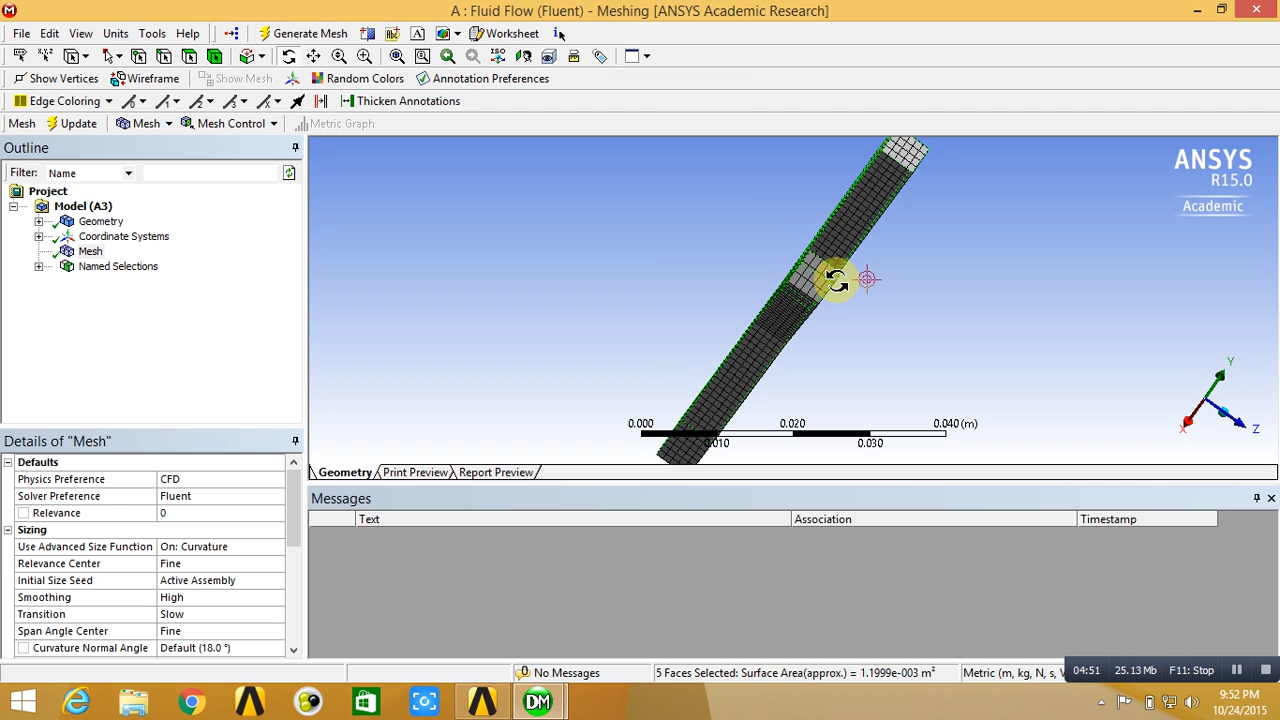 A : Fluid Flow (Fluent) - Meshing [ANSYS Academic Research]
File Edit View Units Tools Help Generate Mesh A Worksheet i
Show Vertices Wireframe Show Mesh Random Colors Annotation Preferences
Edge Coloring Thicken Annotations
Mesh Update Mesh Mesh Control Metric Graph
Outline
Filter: Name
Project
Model (A3)
Geometry
Coordinate Systems
Mesh
Named Selections
ANSYS
R15.0
Academic
0.000 0.020 0.040 (m)
0.010 0.030
Y
X
Z
Geometry Print Preview Report Preview
Details of "Mesh"
Defaults
Physics Preference CFD
Solver Preference Fluent
Relevance 0
Sizing
Use Advanced Size Function On: Curvature
Relevance Center Fine
Initial Size Seed Active Assembly
Smoothing High
Transition Slow
Span Angle Center Fine
Curvature Normal Angle Default (18.0 °)
Messages
Text Association Timestamp
0 No Messages 5 Faces Selected: Surface Area(approx.) = 1.1999e-003 m² Metric (m, kg, N, s,
04:51 25.13 Mb F11: Stop
DM
9:52 PM
10/24/2015